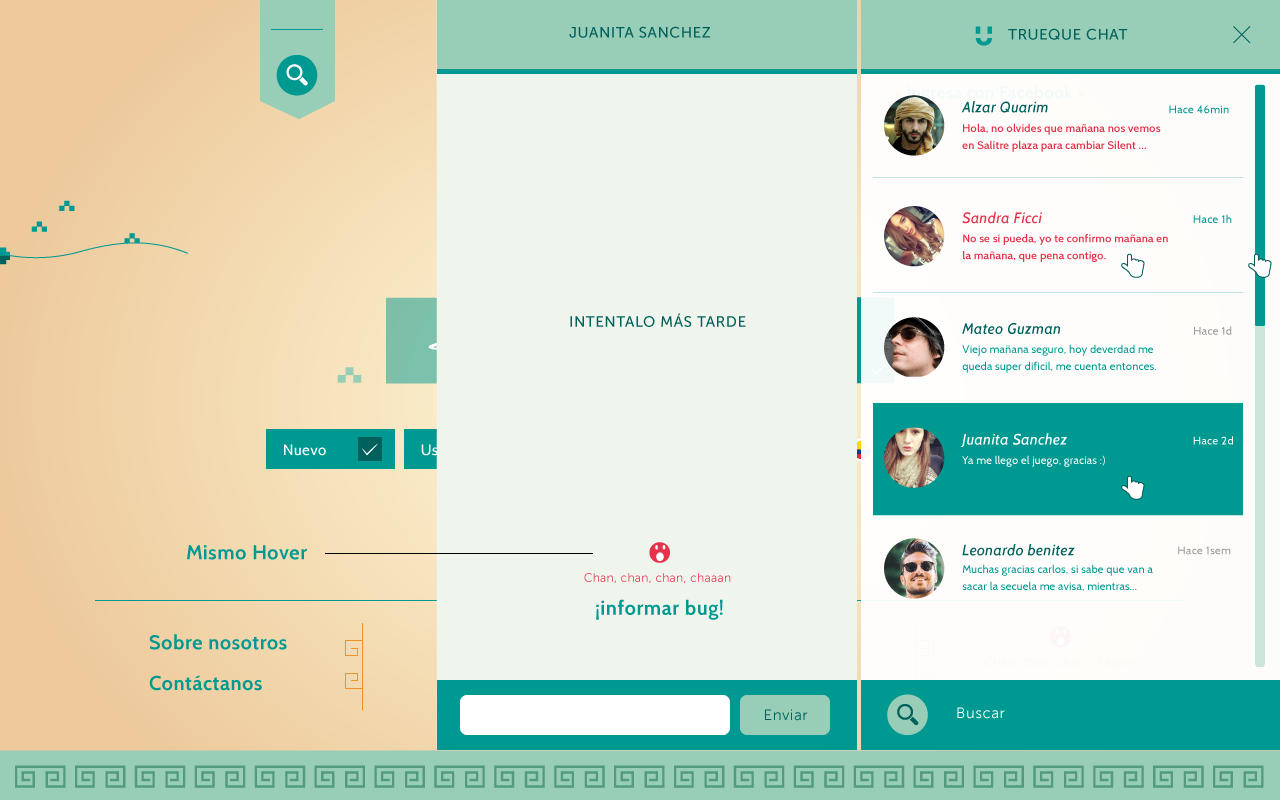 JUANITA SANCHEZ
TRUEQUE CHAT
Ingresa con Facebook
Alzar Quarim
Hace 46min
Hola, no olvides que mañana nos vemos
en Salitre plaza para cambiar Silent ...
Sandra Ficci
Hace 1h
No se si pueda, yo te confirmo mañana en
la mañana, que pena contigo.
INTENTALO MÁS TARDE
Mateo Guzman
Hace 1d
Viejo mañana seguro, hoy deverdad me
queda super dificil, me cuenta entonces.
Nuevo
Us
Juanita Sanchez
Hace 2d
Ya me llego el juego, gracias :)
Mismo Hover
Chan, chan, chan, chaaan
¡informar bug!
Leonardo benitez
Hace 1sem
Muchas gracias carlos, si sabe que van a
sacar la secuela me avisa, mientras...
Sobre nosotros
Contáctanos
Enviar
Buscar